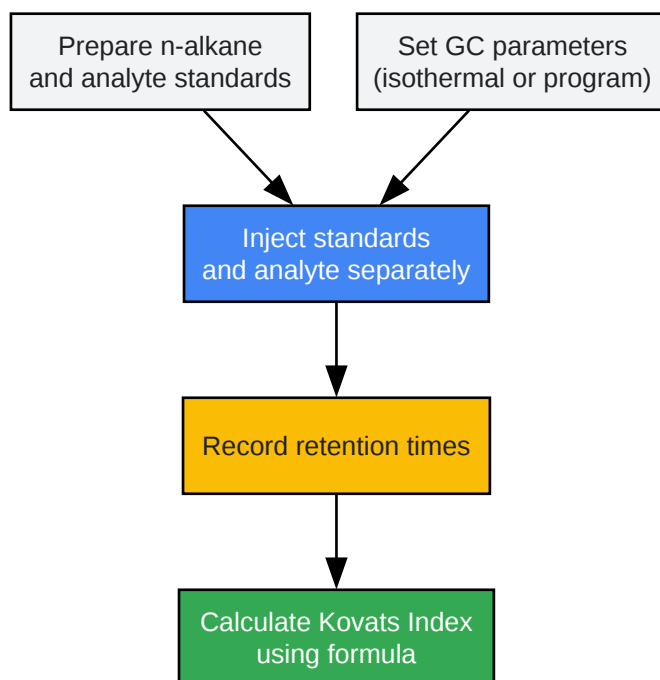 Prepare n-alkane
and analyte standards
Set GC parameters
(isothermal or program)
Inject standards
and analyte separately
Record retention times
Calculate Kovats Index
using formula